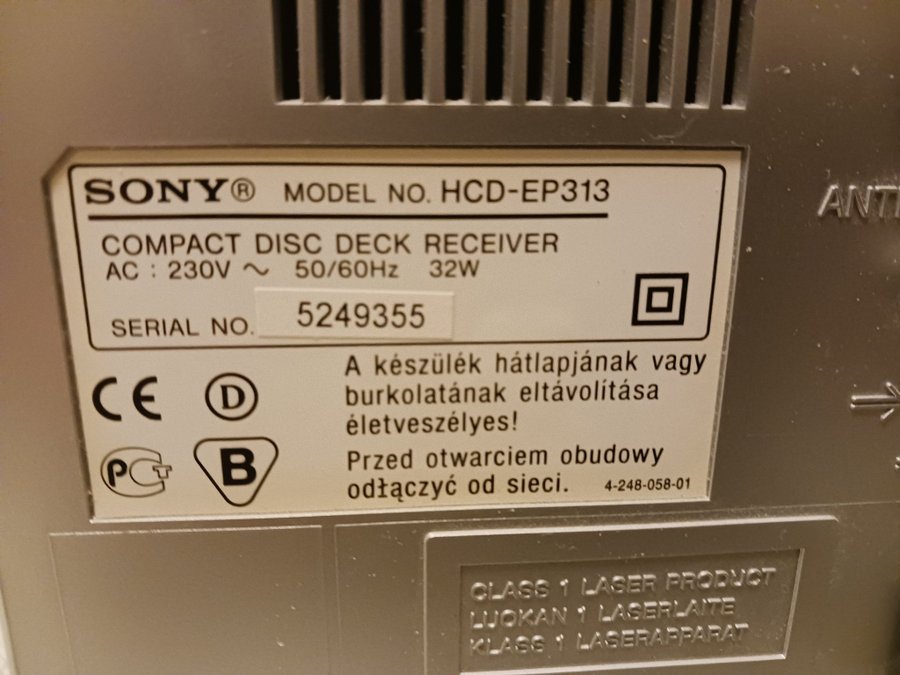 SONY® MODEL NO. HCD-EP313
COMPACT DISC DECK RECEIVER
AC : 230V ~ 50/60Hz 32W
SERIAL NO. 5249355
CE D
PCT B
A készülék hátlapjának vagy
burkolatának eltávolítása
életveszélyes!
Przed otwarciem obudowy
odłączyć od sieci. 4-248-058-01
CLASS 1 LASER PRODUCT
LUOKAN 1 LASERLAITE
KLASS 1 LASERAPPARAT